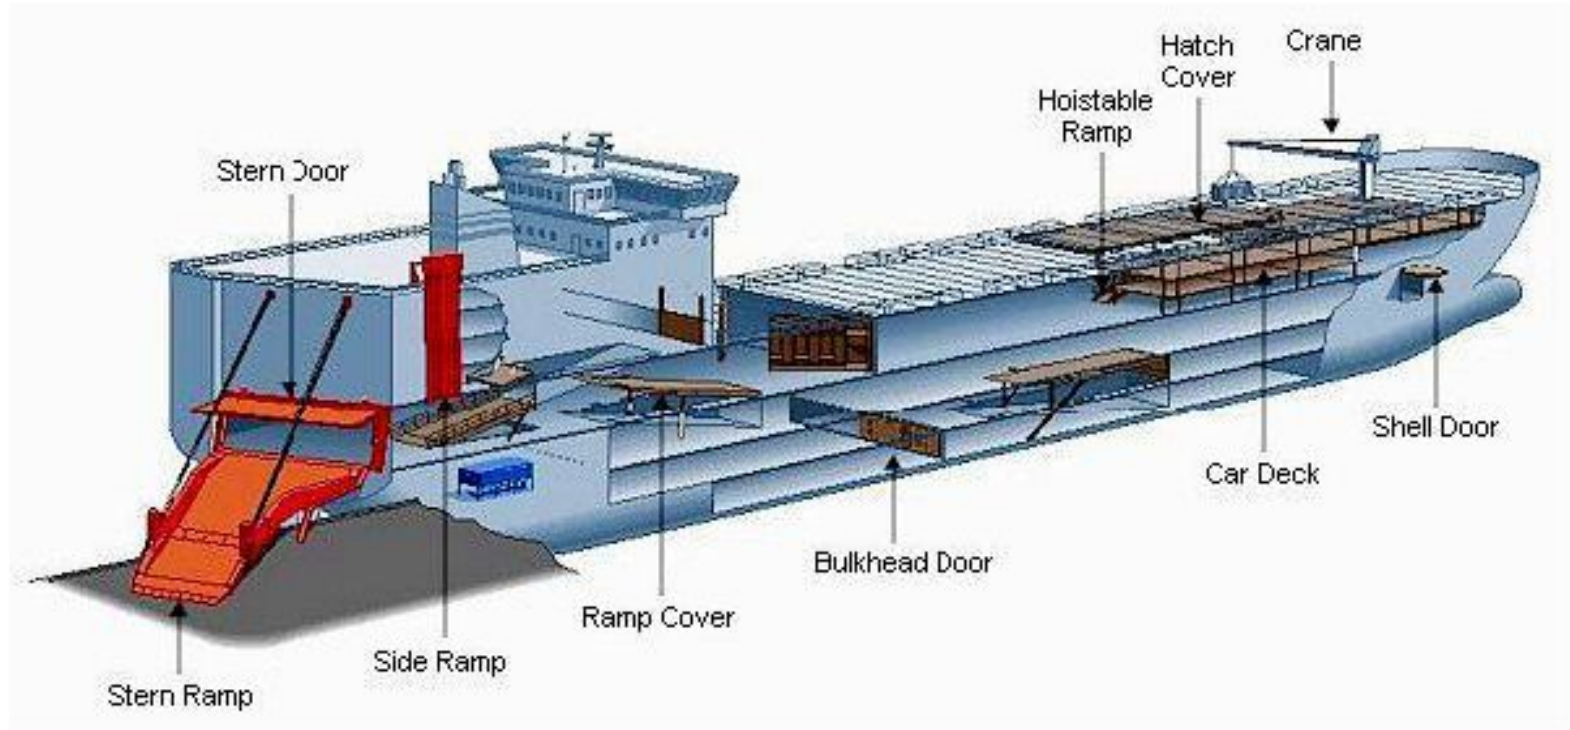 Hatch
Cover
Crane
Hoistable
Ramp
Stern Door
Shell Door
Car Deck
Bulkhead Door
Ramp Cover
Side Ramp
Stern Ramp